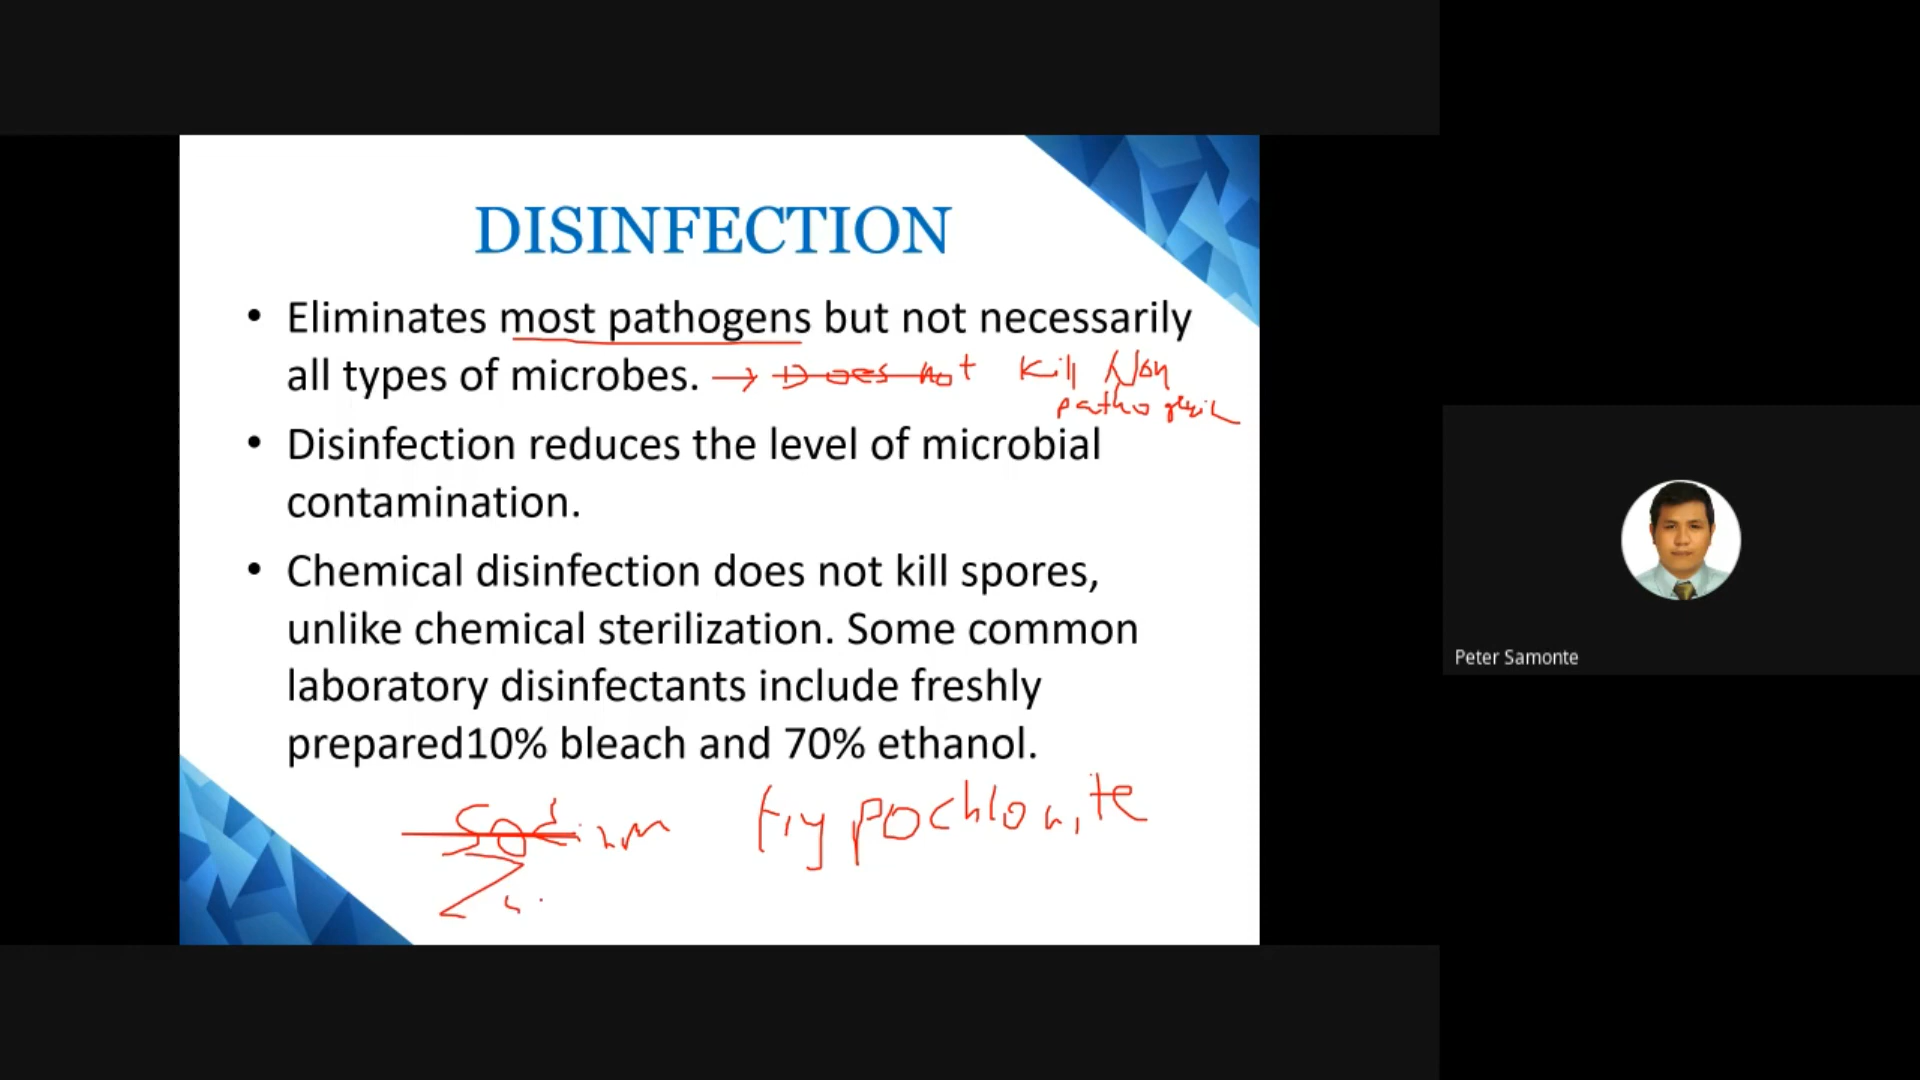 DISINFECTION
• Eliminates most pathogens but not necessarily
all types of microbes. → Does not Kill Non
pathogenic
• Disinfection reduces the level of microbial
contamination.
• Chemical disinfection does not kill spores,
unlike chemical sterilization. Some common
laboratory disinfectants include freshly
prepared10% bleach and 70% ethanol.
Sodium Hypochlorite
Peter Samonte